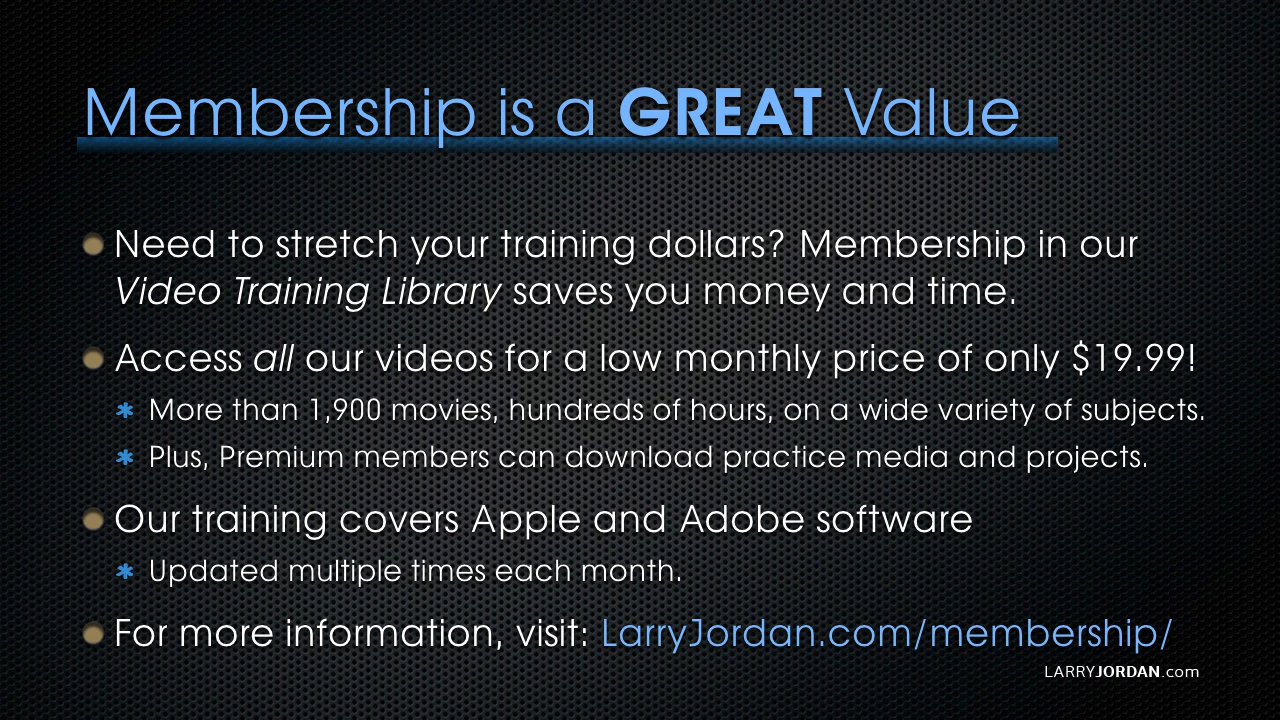 Membership is a GREAT Value
Need to stretch your training dollars? Membership in our
Video Training Library saves you money and time.
Access all our videos for a low monthly price of only $19.99!
More than 1,900 movies, hundreds of hours, on a wide variety of subjects.
Plus, Premium members can download practice media and projects.
Our training covers Apple and Adobe software
Updated multiple times each month.
For more information, visit: LarryJordan.com/membership/
LARRYJORDAN.com